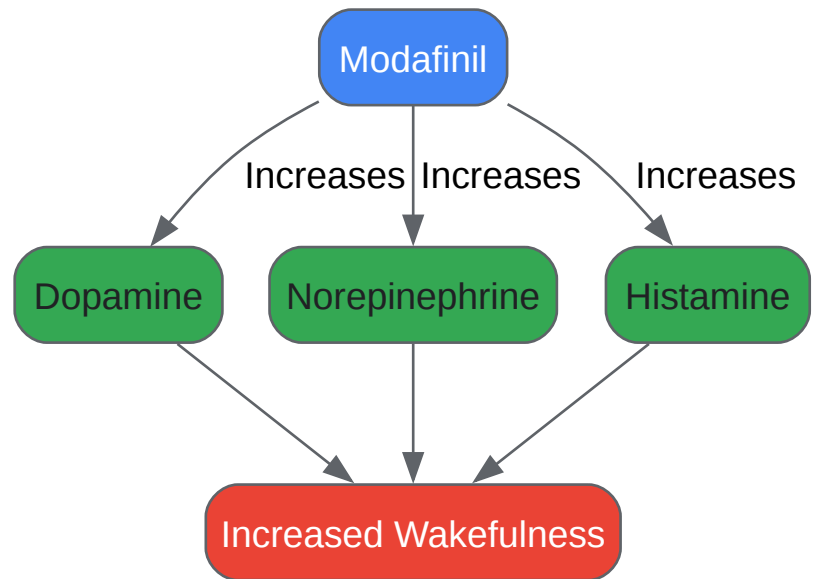 Modafinil
Increases Increases Increases
Dopamine Norepinephrine Histamine
Increased Wakefulness